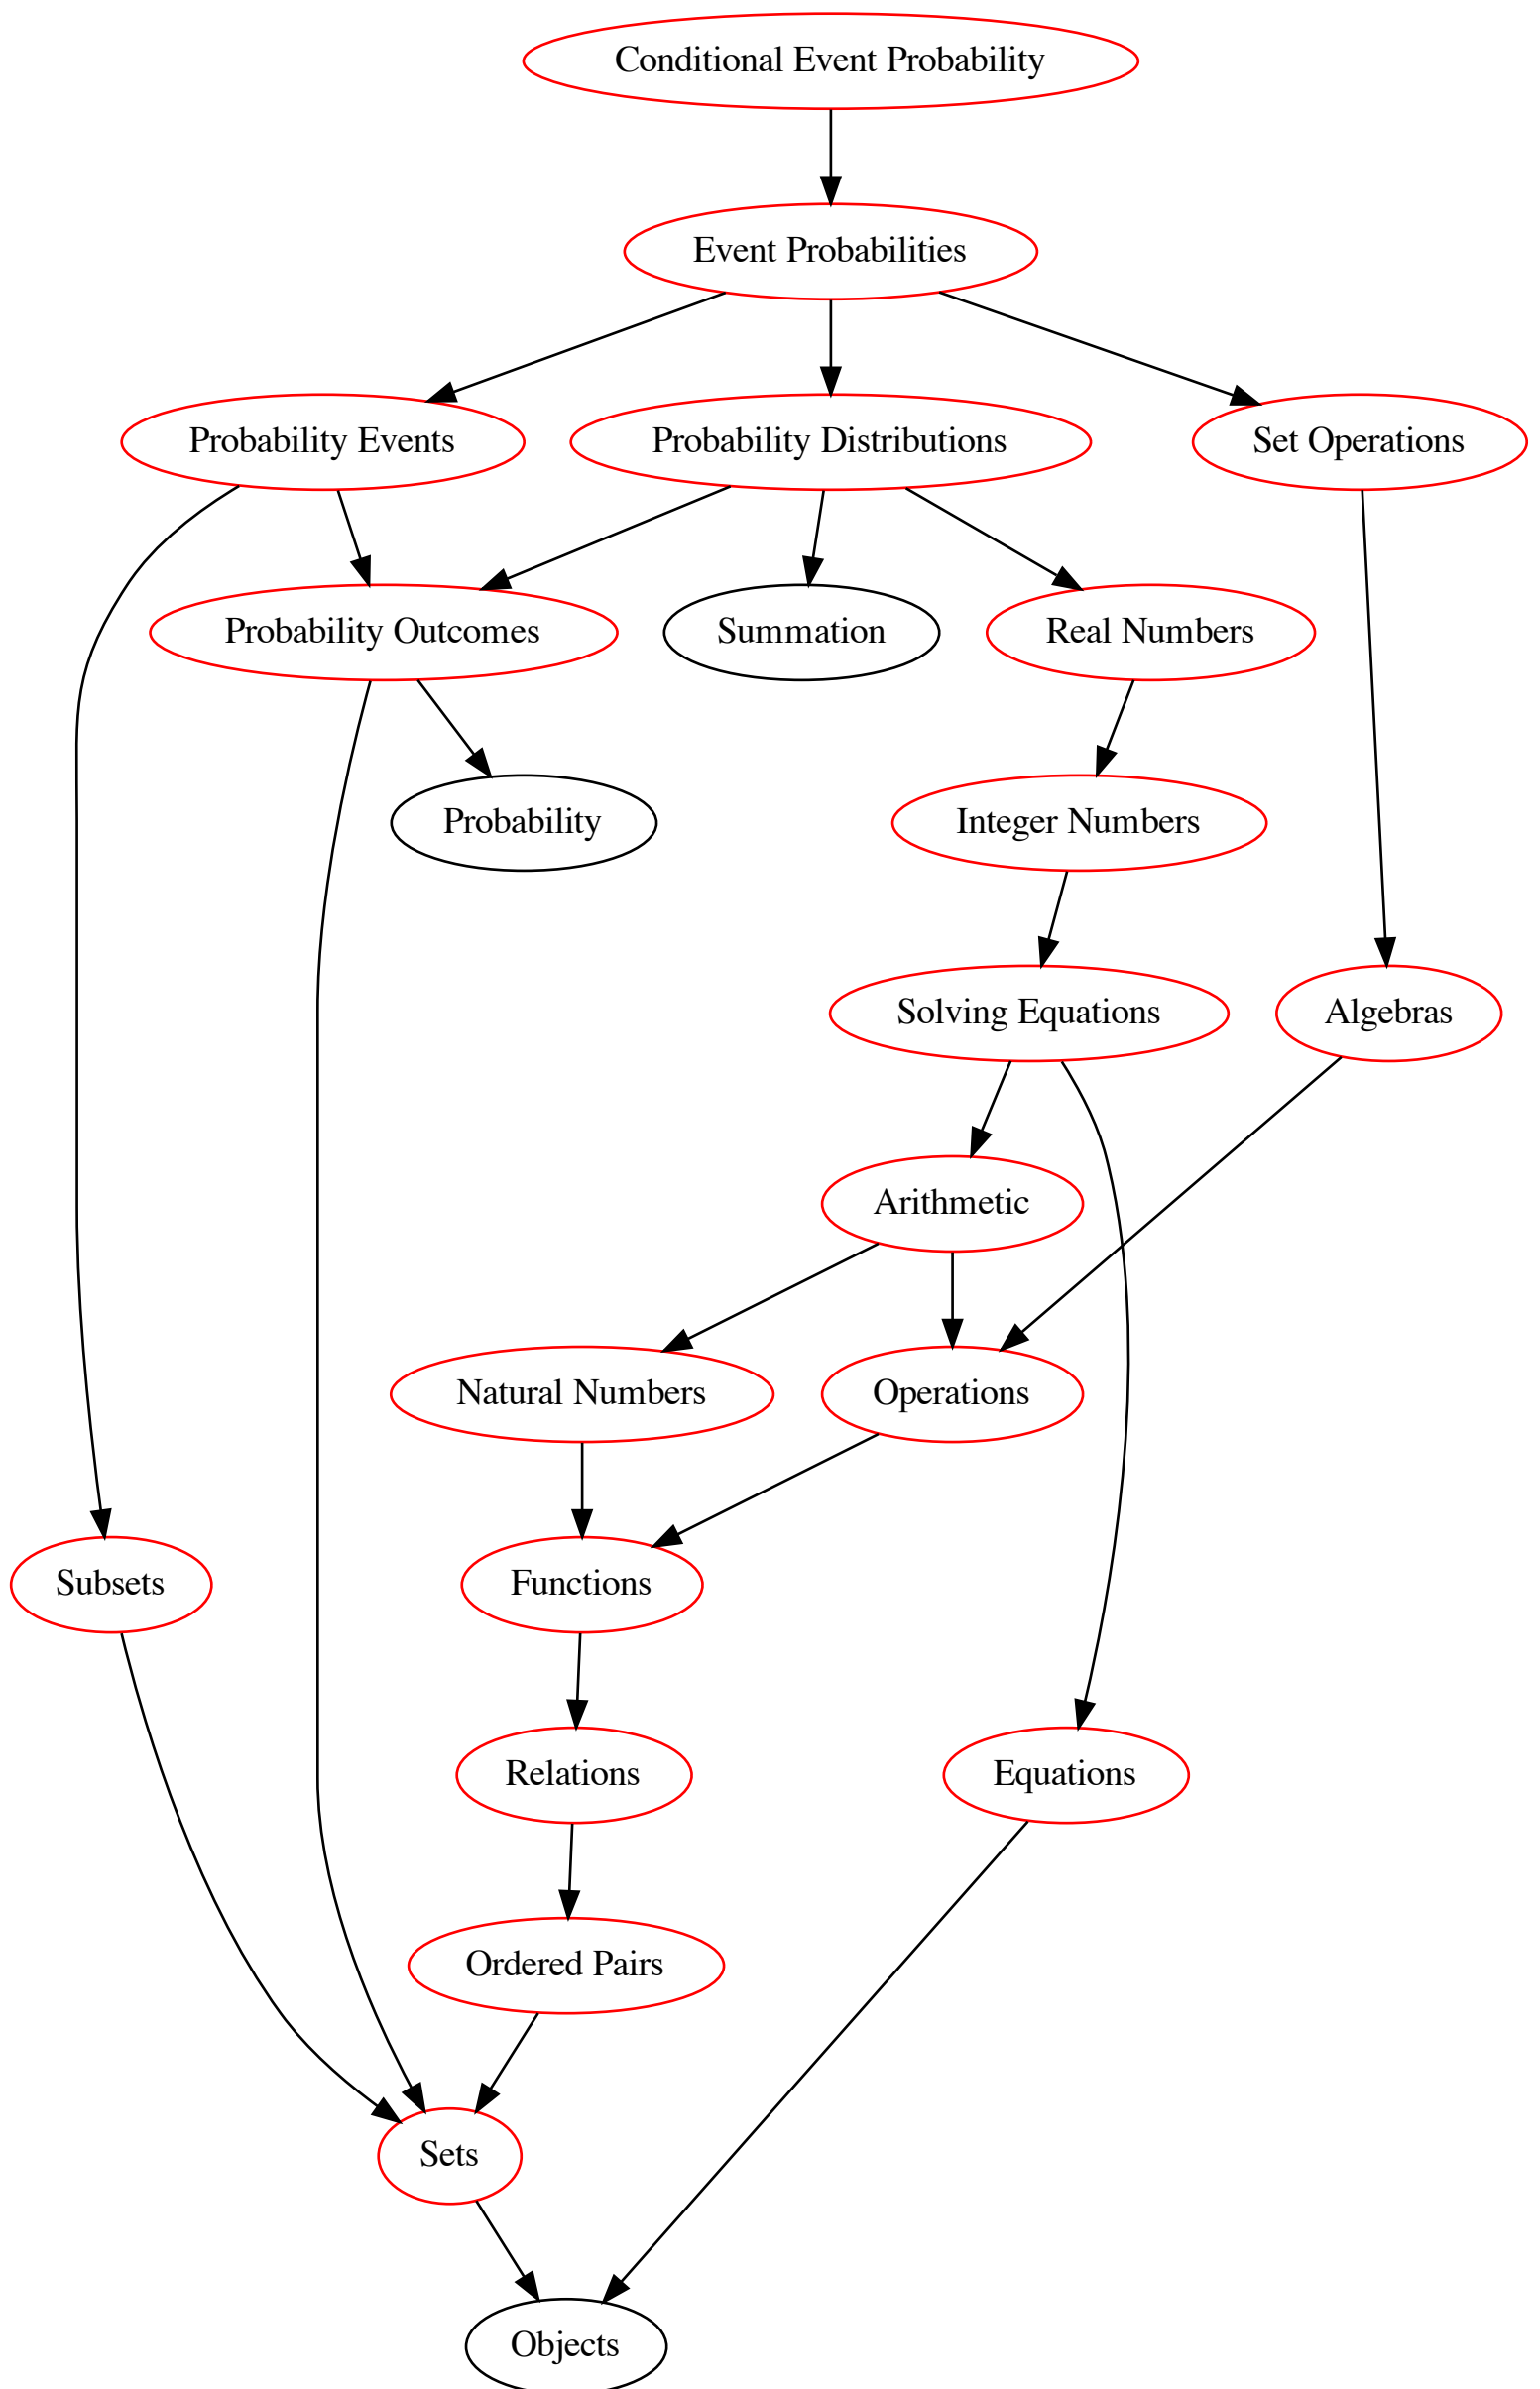 Conditional Event Probability
Event Probabilities
Probability Events
Probability Distributions
Set Operations
Probability Outcomes
Summation
Real Numbers
Probability
Integer Numbers
Solving Equations
Algebras
Arithmetic
Natural Numbers
Operations
Subsets
Functions
Relations
Equations
Ordered Pairs
Sets
Objects